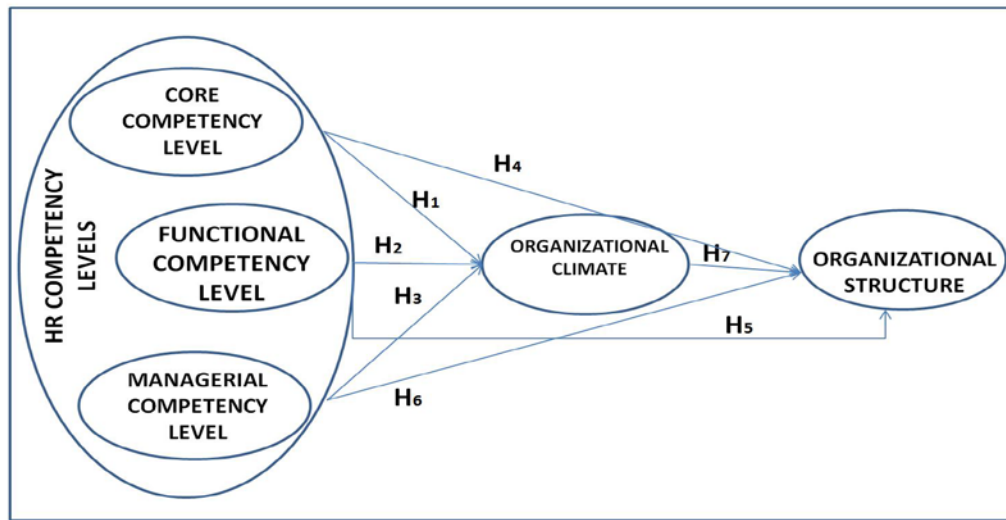 HR COMPETENCY
LEVELS
CORE
COMPETENCY
LEVEL
FUNCTIONAL
COMPETENCY
LEVEL
MANAGERIAL
COMPETENCY
LEVEL
H1
H2
H3
H4
ORGANIZATIONAL
CLIMATE
H7
H5
H6
ORGANIZATIONAL
STRUCTURE